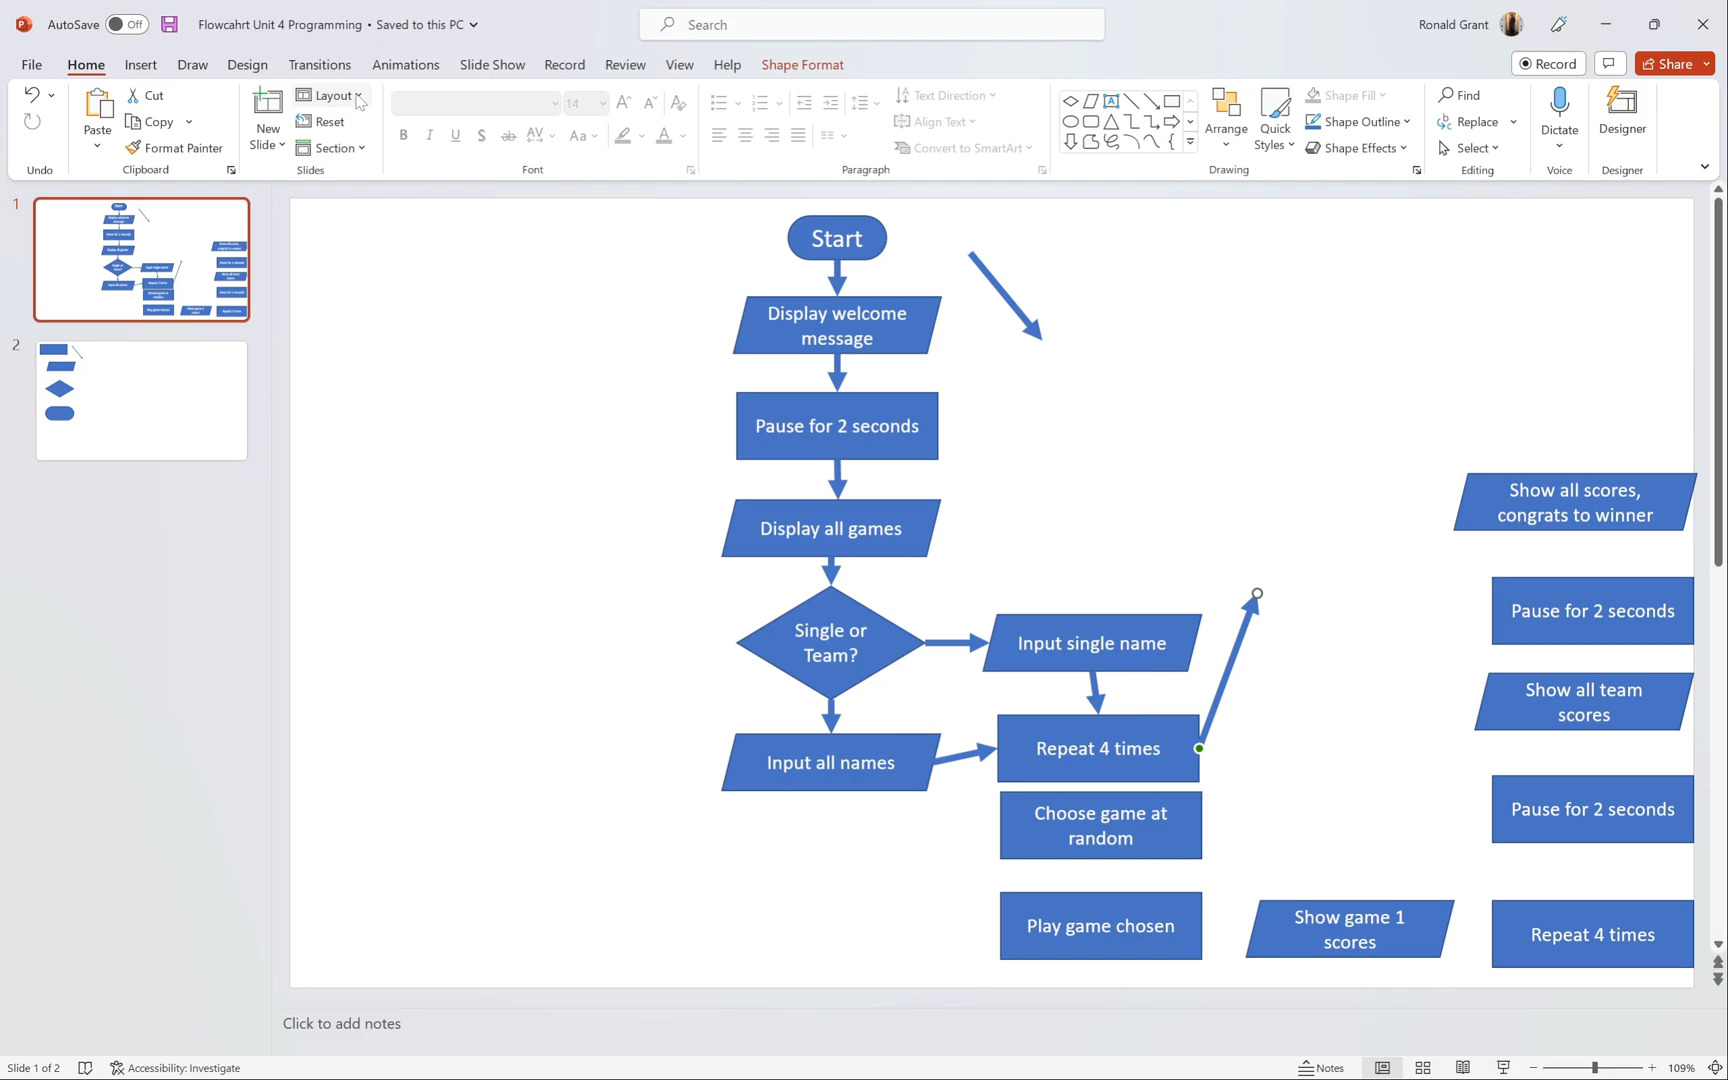 AutoSave Off Flowcahrt Unit 4 Programming • Saved to this PC Search Ronald Grant
File Home Insert Draw Design Transitions Animations Slide Show Record Review View Help Shape Format Record Share
Cut
Copy
Format Painter
Paste
New
Slide
Layout
Reset
Section
14
Text Direction
Align Text
Convert to SmartArt
Arrange
Quick
Styles
Shape Fill
Shape Outline
Shape Effects
Find
Replace
Select
Dictate
Designer
Undo Clipboard Slides Font Paragraph Drawing Editing Voice Designer
1
2
Start
Display welcome
message
Pause for 2 seconds
Display all games
Single or
Team?
Input single name
Input all names
Repeat 4 times
Choose game at
random
Play game chosen
Show game 1
scores
Show all scores,
congrats to winner
Pause for 2 seconds
Show all team
scores
Pause for 2 seconds
Repeat 4 times
Click to add notes
Slide 1 of 2 Accessibility: Investigate Notes 109%